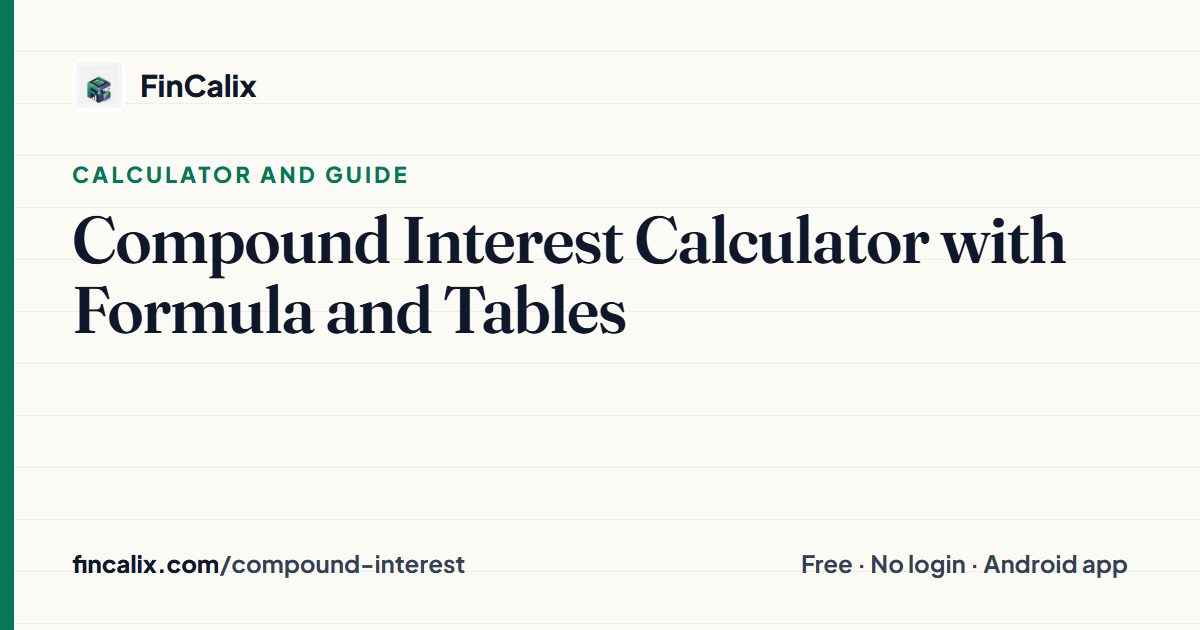 FinCalix
CALCULATOR AND GUIDE
Compound Interest Calculator with
Formula and Tables
fincalix.com/compound-interest
Free · No login · Android app